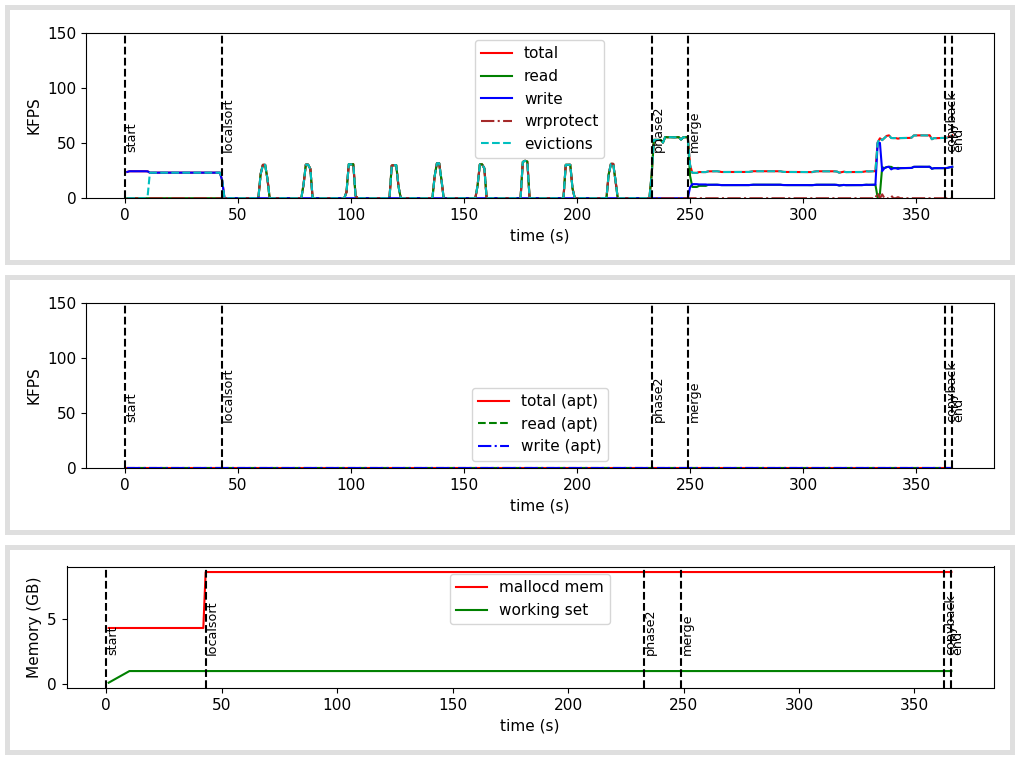 150
100
50
0
KFPS
start
localsort
phase2
merge
copyback
end
total
read
write
wrprotect
evictions
0 50 100 150 200 250 300 350
time (s)
150
100
50
0
KFPS
start
localsort
phase2
merge
copyback
end
total (apt)
read (apt)
write (apt)
0 50 100 150 200 250 300 350
time (s)
5
0
Memory (GB)
start
localsort
phase2
merge
copyback
end
mallocd mem
working set
0 50 100 150 200 250 300 350
time (s)